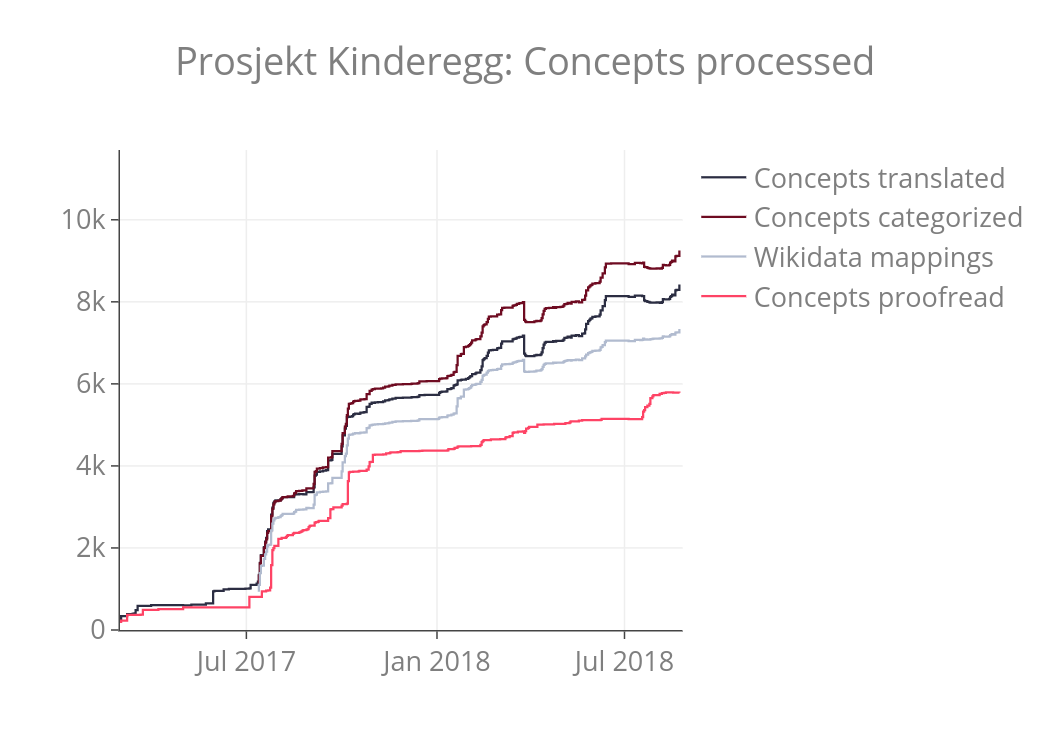 Prosjekt Kinderegg: Concepts processed
Concepts translated
Concepts categorized
Wikidata mappings
Concepts proofread
10k
8k
6k
4k
2k
0
Jul 2017
Jan 2018
Jul 2018